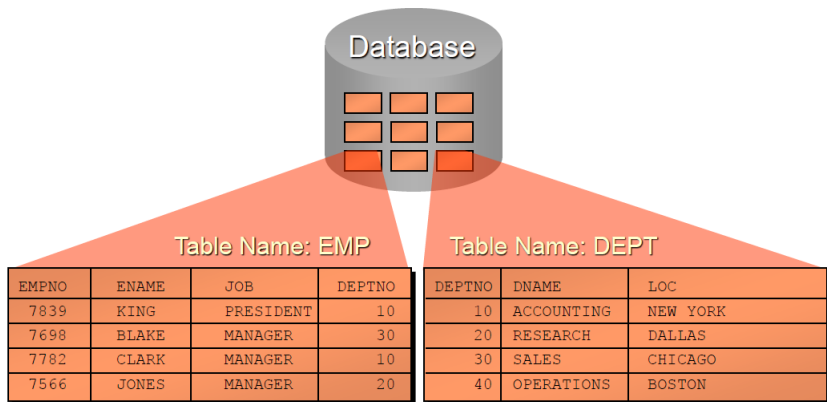 Database
Table Name: EMP
Table Name: DEPT
EMPNO ENAME JOB DEPTNO
7839 KING PRESIDENT 10
7698 BLAKE MANAGER 30
7782 CLARK MANAGER 10
7566 JONES MANAGER 20
DEPTNO DNAME LOC
10 ACCOUNTING NEW YORK
20 RESEARCH DALLAS
30 SALES CHICAGO
40 OPERATIONS BOSTON